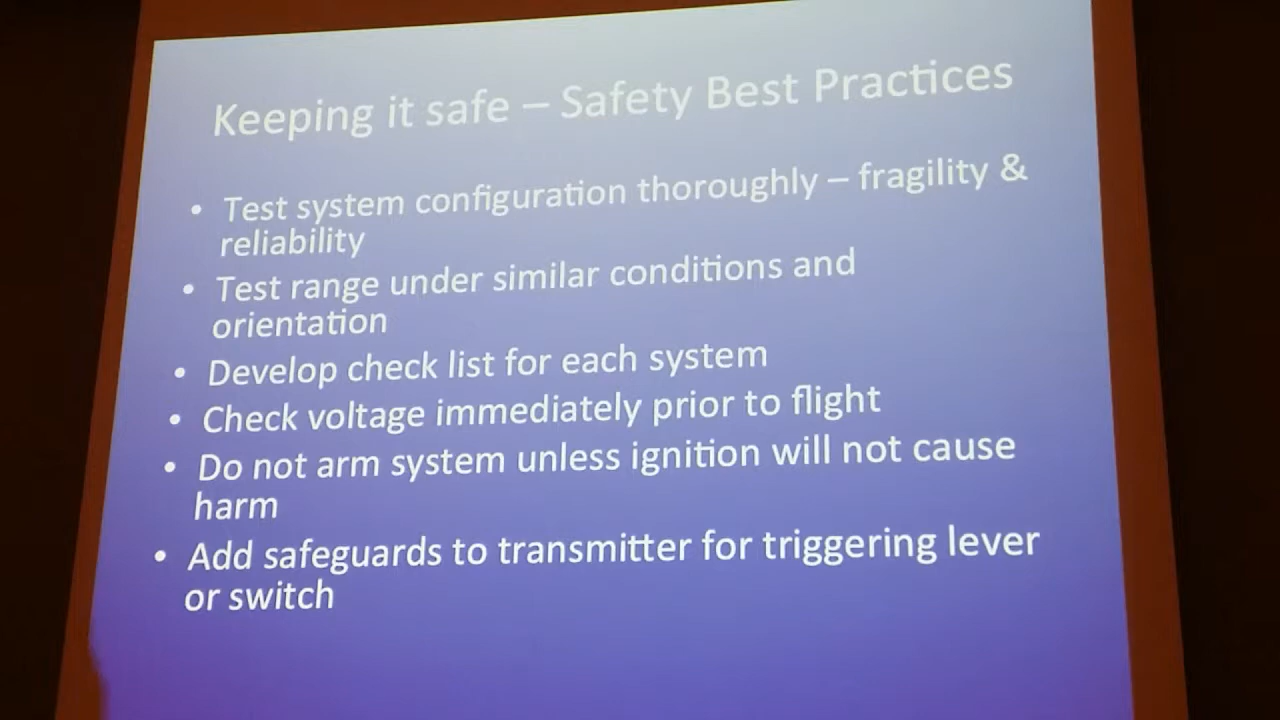 Keeping it safe – Safety Best Practices
• Test system configuration thoroughly – fragility &
reliability
• Test range under similar conditions and
orientation
• Develop check list for each system
• Check voltage immediately prior to flight
• Do not arm system unless ignition will not cause
harm
• Add safeguards to transmitter for triggering lever
or switch